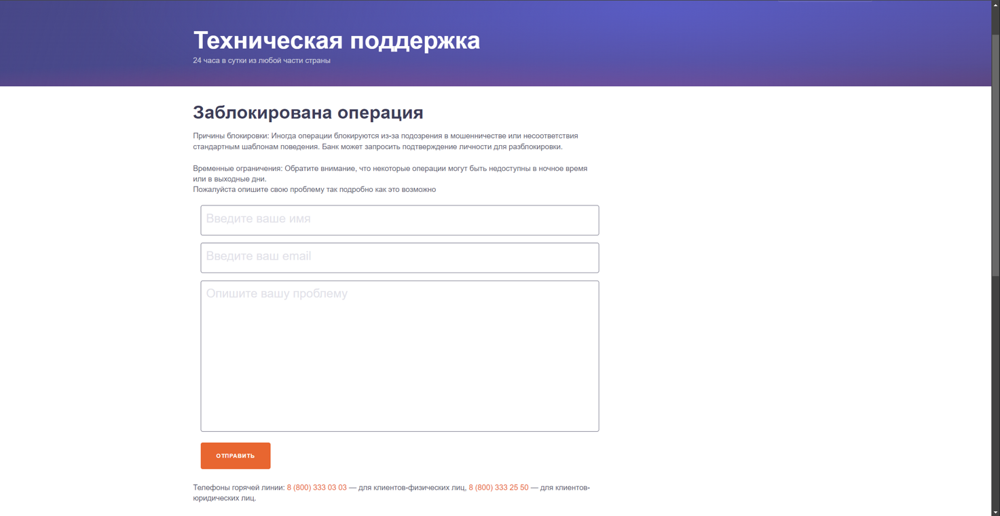 Техническая поддержка
24 часа в сутки из любой части страны
Заблокирована операция
Причины блокировки: Иногда операции блокируются из-за подозрения в мошенничестве или несоответствия
стандартным шаблонам поведения. Банк может запросить подтверждение личности для разблокировки.
Временные ограничения: Обратите внимание, что некоторые операции могут быть недоступны в ночное время
или в выходные дни.
Пожалуйста опишите свою проблему так подробно как это возможно
Введите ваше имя
Введите ваш email
Опишите вашу проблему
ОТПРАВИТЬ
Телефоны горячей линии: 8 (800) 333 03 03 — для клиентов-физических лиц, 8 (800) 333 25 50 — для клиентов-
юридических лиц.